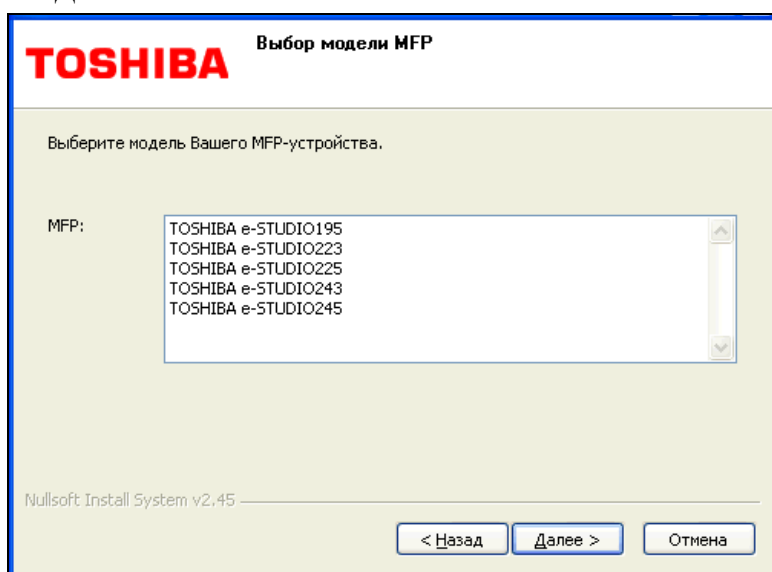 Выбор модели MFP
TOSHIBA
Выберите модель Вашего MFP-устройства.
MFP:
TOSHIBA e-STUDIO195
TOSHIBA e-STUDIO223
TOSHIBA e-STUDIO225
TOSHIBA e-STUDIO243
TOSHIBA e-STUDIO245
Nullsoft Install System v2.45
< Назад
Далее >
Отмена